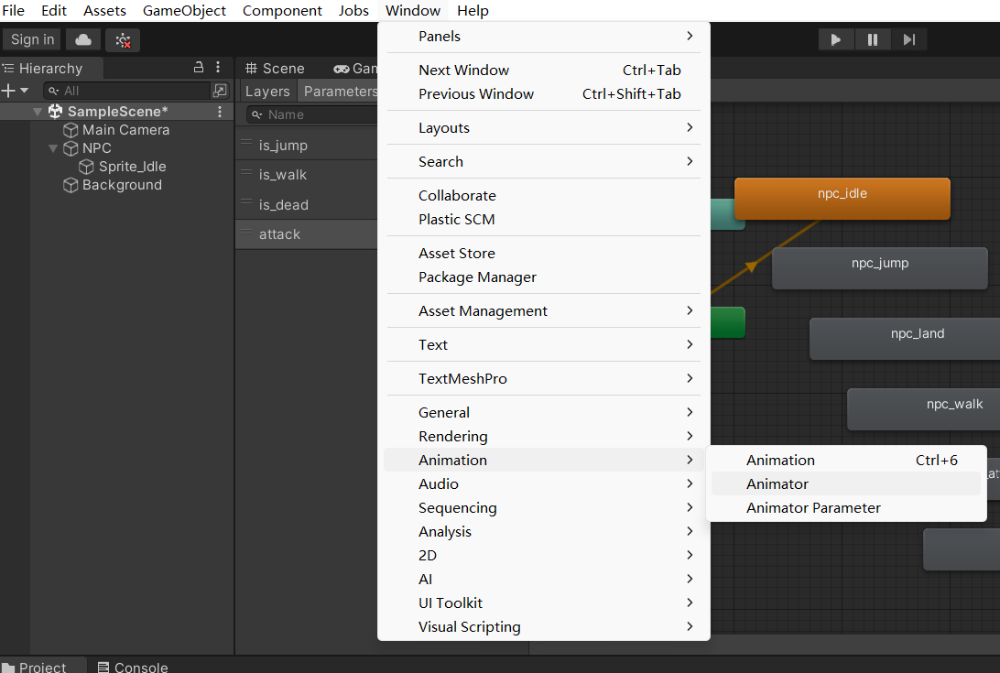 File Edit Assets GameObject Component Jobs Window Help
Sign in
Hierarchy
All
SampleScene*
Main Camera
NPC
Sprite_Idle
Background
Scene Gam
Layers Parameters
Name
is_jump
is_walk
is_dead
attack
Panels
Next Window Ctrl+Tab
Previous Window Ctrl+Shift+Tab
Layouts
Search
Collaborate
Plastic SCM
Asset Store
Package Manager
Asset Management
Text
TextMeshPro
General
Rendering
Animation
Audio
Sequencing
Analysis
2D
AI
UI Toolkit
Visual Scripting
Animation Ctrl+6
Animator
Animator Parameter
npc_idle
npc_jump
npc_land
npc_walk
_at
Project Console